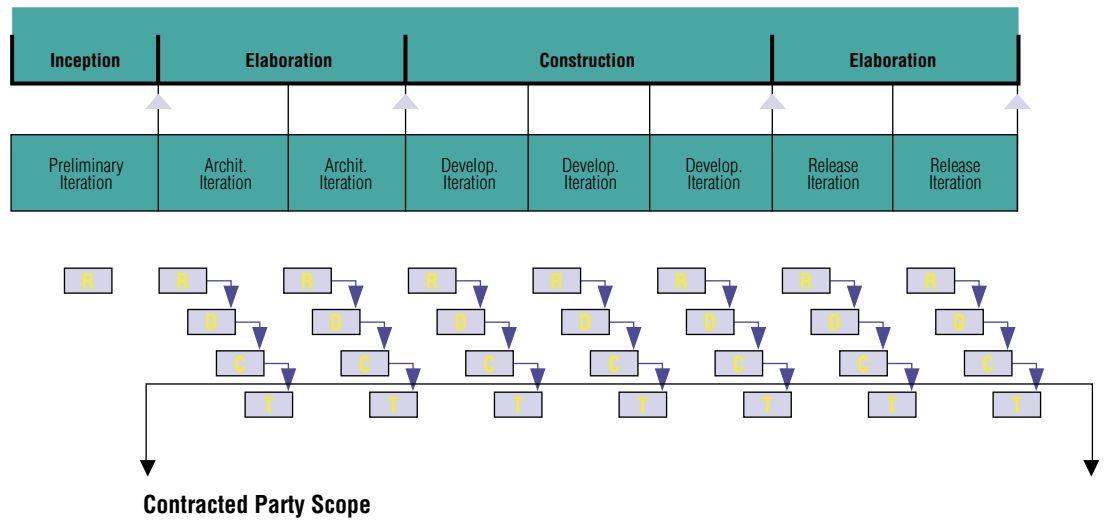 Inception Elaboration Construction Elaboration
Preliminary Iteration
Archit. Iteration
Archit. Iteration
Develop. Iteration
Develop. Iteration
Develop. Iteration
Release Iteration
Release Iteration
R R R R R R R R
D D D D D D D
C C C C C C C
T T T T T T T
Contracted Party Scope